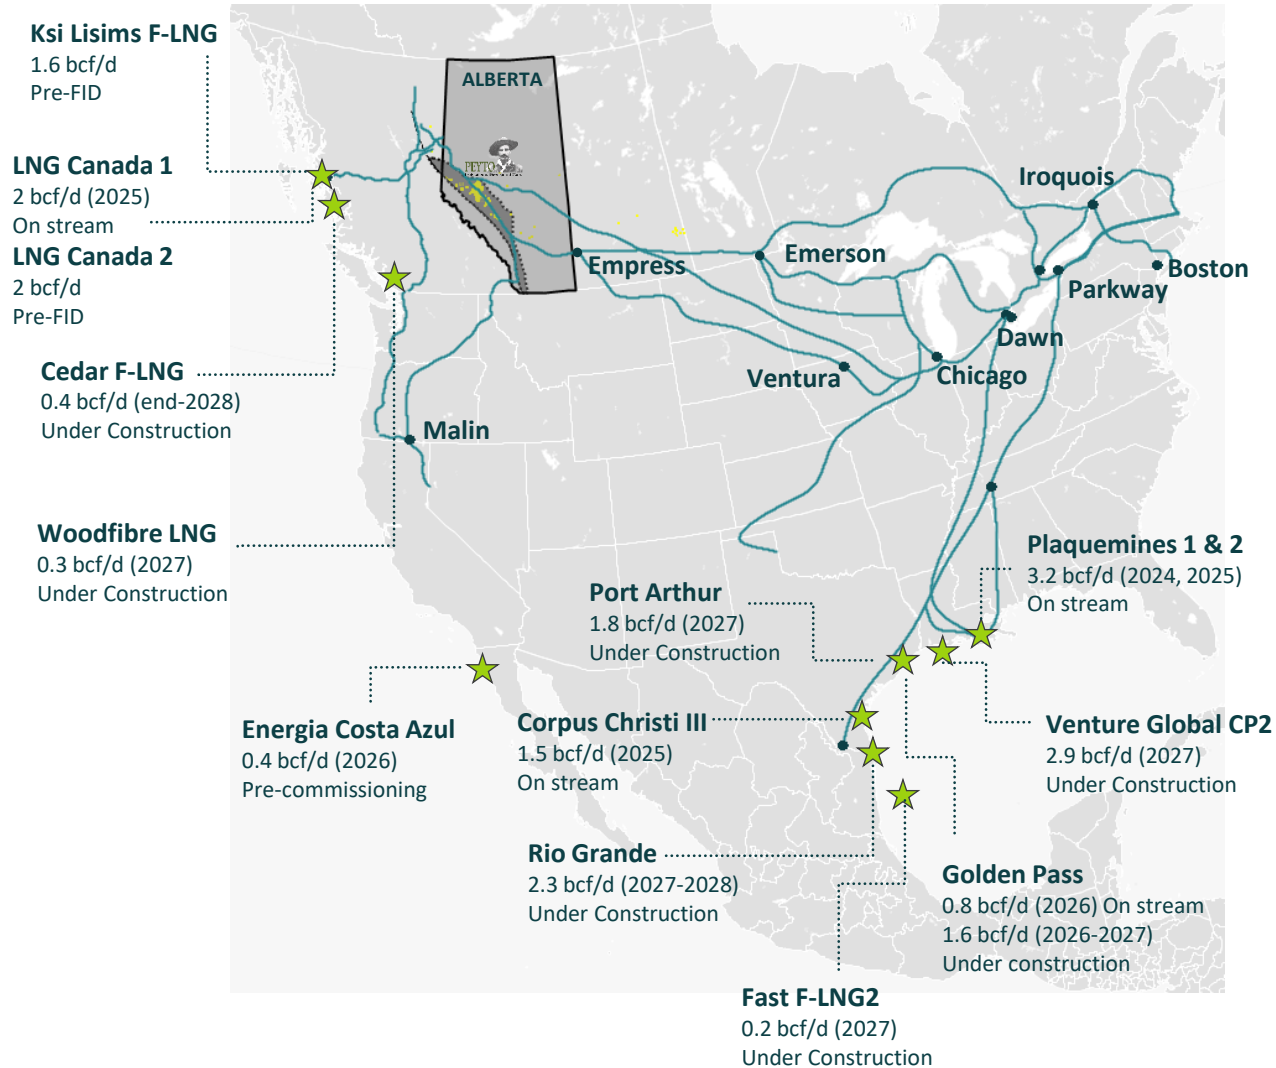 Ksi Lisims F-LNG
1.6 bcf/d
Pre-FID
ALBERTA
PEYTO
LNG Canada 1
2 bcf/d (2025)
On stream
LNG Canada 2
2 bcf/d
Pre-FID
Iroquois
Empress
Emerson
Boston
Parkway
Dawn
Cedar F-LNG
0.4 bcf/d (end-2028)
Under Construction
Ventura
Chicago
Malin
Woodfibre LNG
0.3 bcf/d (2027)
Under Construction
Plaquemines 1 & 2
3.2 bcf/d (2024, 2025)
On stream
Port Arthur
1.8 bcf/d (2027)
Under Construction
Energia Costa Azul
0.4 bcf/d (2026)
Pre-commissioning
Corpus Christi III
1.5 bcf/d (2025)
On stream
Venture Global CP2
2.9 bcf/d (2027)
Under Construction
Rio Grande
2.3 bcf/d (2027-2028)
Under Construction
Golden Pass
0.8 bcf/d (2026) On stream
1.6 bcf/d (2026-2027)
Under construction
Fast F-LNG2
0.2 bcf/d (2027)
Under Construction